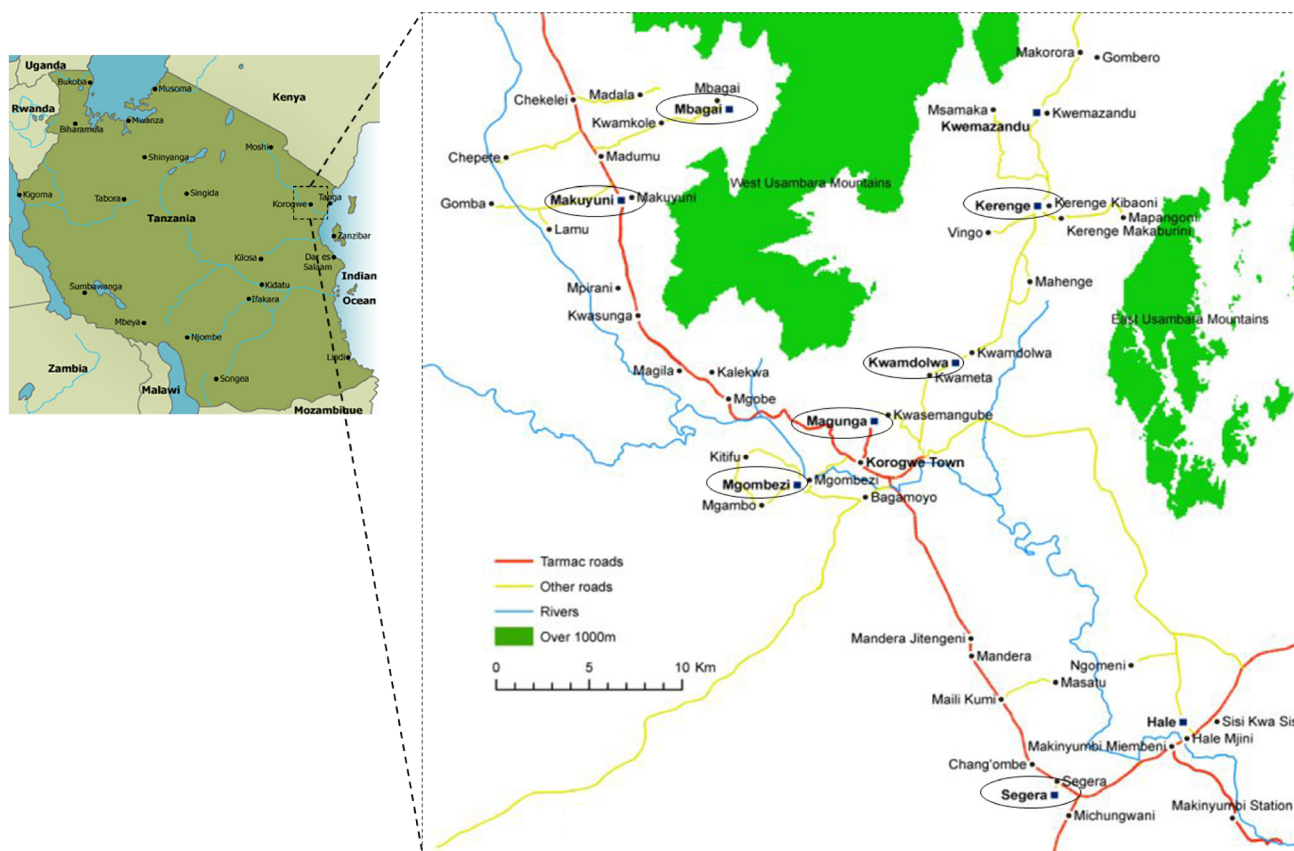 Uganda
Bukoba
Musoma
Kenya
Rwanda
Biharamula
Mwanza
Shinyanga
Moshi
Kigoma
Tabora
Singida
Korogwe
Tanga
Tanzania
Zanzibar
Kilosa
Dar es
Salaam
Indian
Ocean
Sumbawanga
Kidatu
Ifakara
Mbeya
Njombe
Lindi
Zambia
Songea
Malawi
Mozambique
Makorora
Gombero
Mbagai
Madala
Chekelei
Mbagai
Msamaka
Kwemazandu
Kwemazandu
Kwamkole
Chepete
Madumu
West Usambara Mountains
Makuyuni
Makuyuni
Gomba
Lamu
Kerenge
Kerenge Kibaoni
Mapangoni
Kerenge Makaburini
Vingo
Mpirani
Mahenge
Kwasunga
East Usambara Mountains
Kwamdolwa
Kwamdolwa
Magila
Kalekwa
Kwameta
Mgobe
Magunga
Kwasemangube
Kitifu
Korogwe Town
Mgombezi
Mgombezi
Mgambo
Bagamoyo
Tarmac roads
Other roads
Rivers
Over 1000m
0 5 10 Km
Mandera Jitengeni
Mandera
Ngomeni
Masatu
Maili Kumi
Hale
Sisi Kwa Sis
Hale Mjini
Makinyumbi Miembeni
Chang'ombe
Segera
Segera
Michungwani
Makinyumbi Station